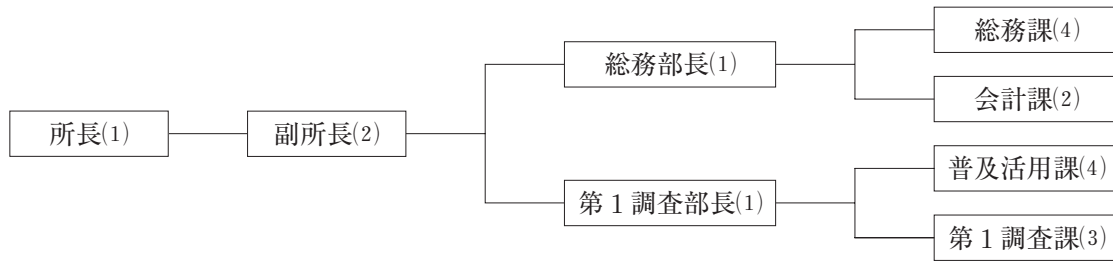 所長(1)
副所長(2)
総務部長(1)
総務課(4)
会計課(2)
第1調査部長(1)
普及活用課(4)
第1調査課(3)